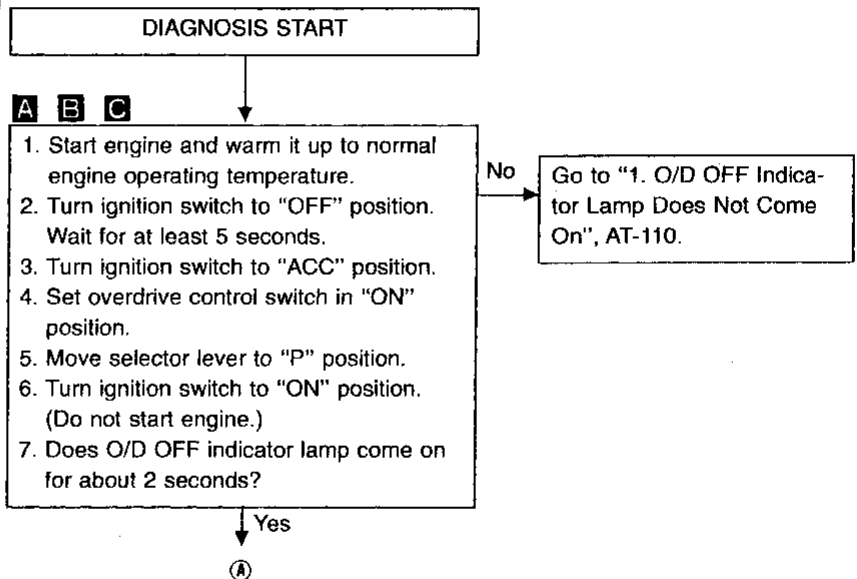 DIAGNOSIS START
A B C
1. Start engine and warm it up to normal
engine operating temperature.
2. Turn ignition switch to "OFF" position.
Wait for at least 5 seconds.
3. Turn ignition switch to "ACC" position.
4. Set overdrive control switch in "ON"
position.
5. Move selector lever to "P" position.
6. Turn ignition switch to "ON" position.
(Do not start engine.)
7. Does O/D OFF indicator lamp come on
for about 2 seconds?
No
Go to "1. O/D OFF Indica-
tor Lamp Does Not Come
On", AT-110.
Yes
A